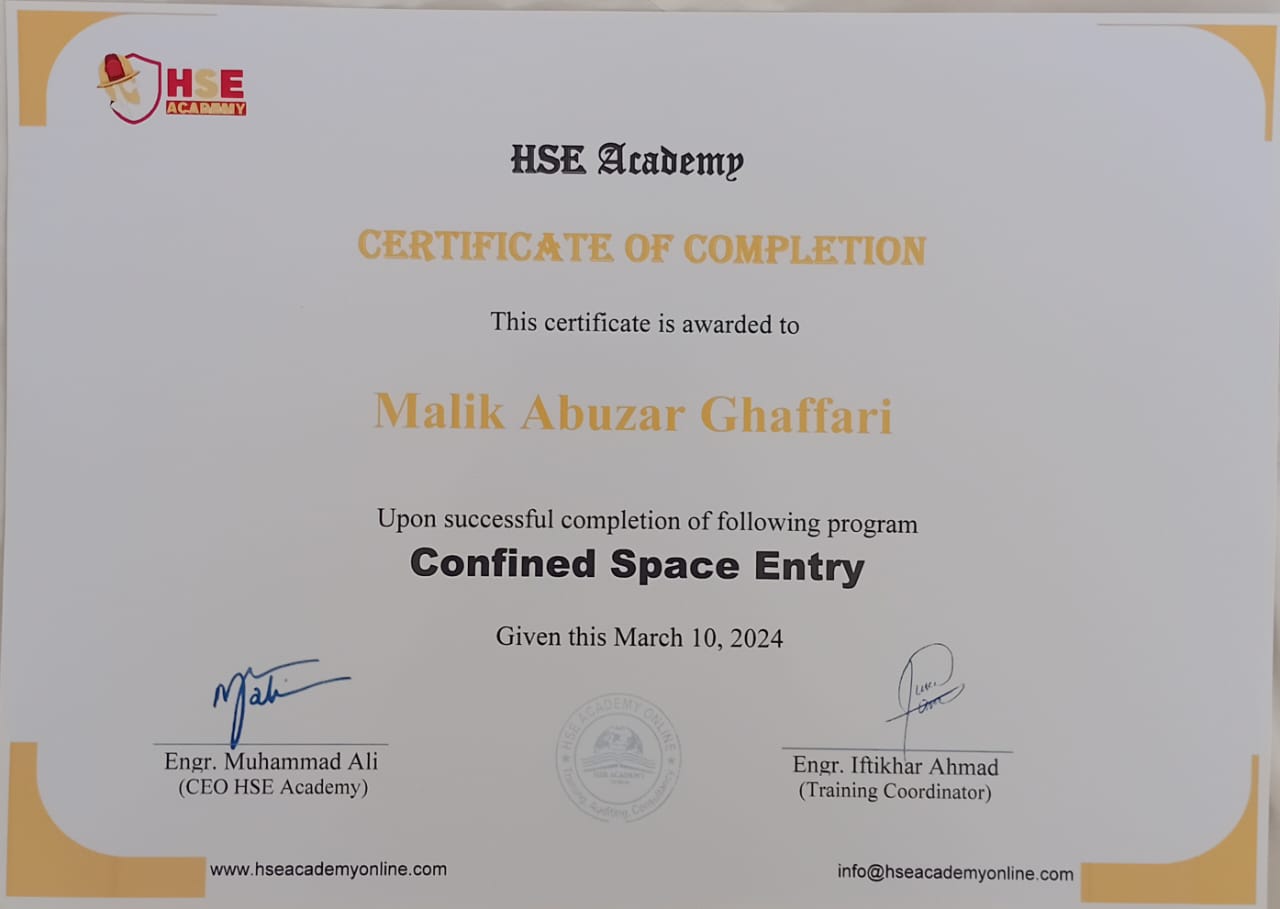 HSE
ACADEMY
HSE Academy
CERTIFICATE OF COMPLETION
This certificate is awarded to
Malik Abuzar Ghaffari
Upon successful completion of following program
Confined Space Entry
Given this March 10, 2024
Engr. Muhammad Ali
(CEO HSE Academy)
HSE ACADEMY ONLINE
HSE ACADEMY
Training, Auditing, Consultancy
Engr. Iftikhar Ahmad
(Training Coordinator)
www.hseacademyonline.com
info@hseacademyonline.com